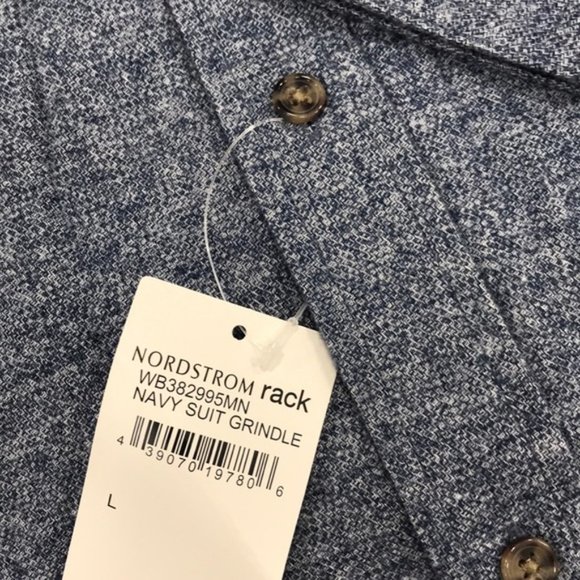 NORDSTROM rack
WB382995MN
NAVY SUIT GRINDLE
4 39070 19780 6
L